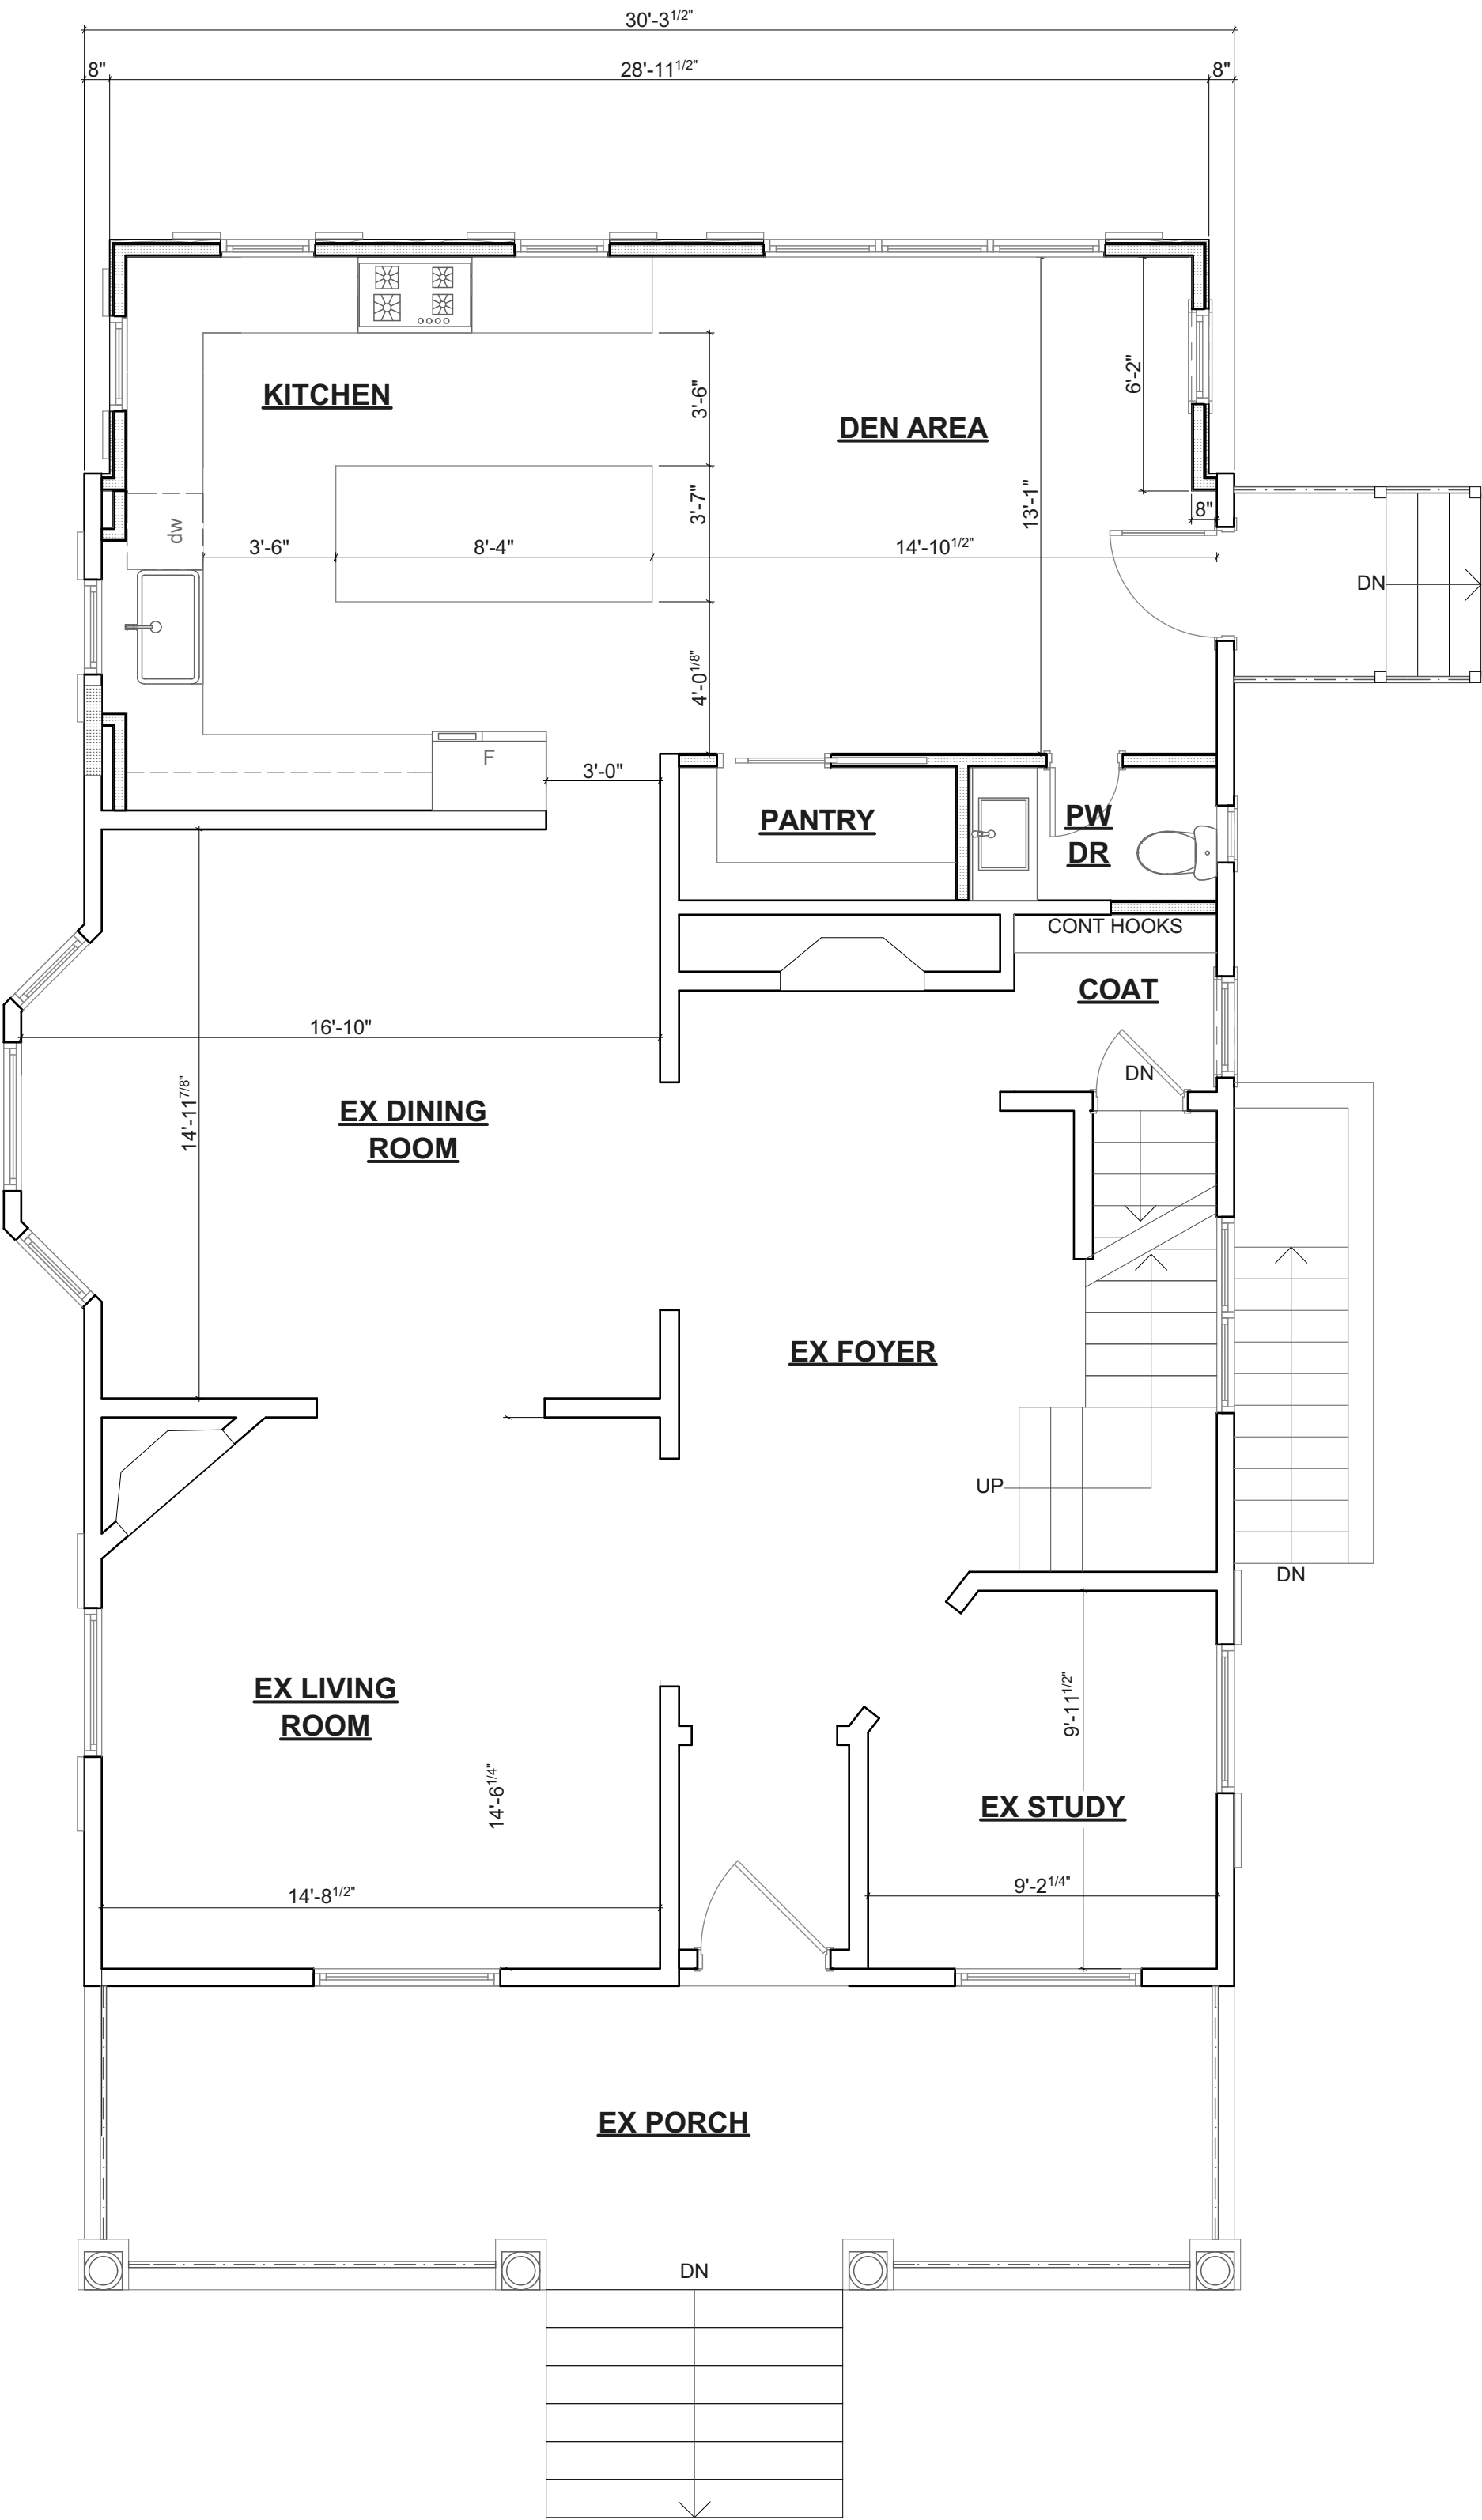 30'-3 1/2"
8"
28'-11 1/2"
8"
KITCHEN
3'-6"
6'-2"
DEN AREA
3'-7"
13'-1"
8"
dw
3'-6"
8'-4"
14'-10 1/2"
DN
4'-0 1/8"
F
3'-0"
PANTRY
PW
DR
CONT HOOKS
COAT
16'-10"
DN
14'-11 7/8"
EX DINING
ROOM
EX FOYER
UP
DN
EX LIVING
ROOM
9'-11 1/2"
14'-6 1/4"
EX STUDY
14'-8 1/2"
9'-2 1/4"
EX PORCH
DN